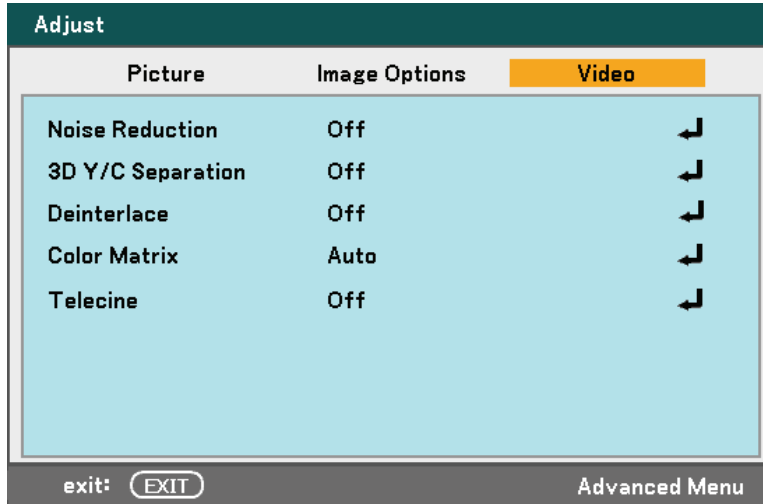 Adjust
Picture Image Options Video
Noise Reduction Off
3D Y/C Separation Off
Deinterlace Off
Color Matrix Auto
Telecine Off
exit: EXIT Advanced Menu